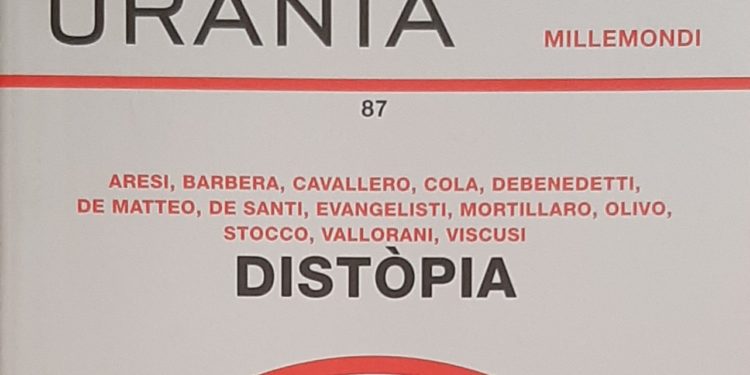 URANIA
MILLEMONDI
87
ARESI, BARBERA, CAVALLERO, COLA, DEBENEDETTI,
DE MATTEO, DE SANTI, EVANGELISTI, MORTILLARO, OLIVO,
STOCCO, VALLORANI, VISCUSI
DISTÒPIA